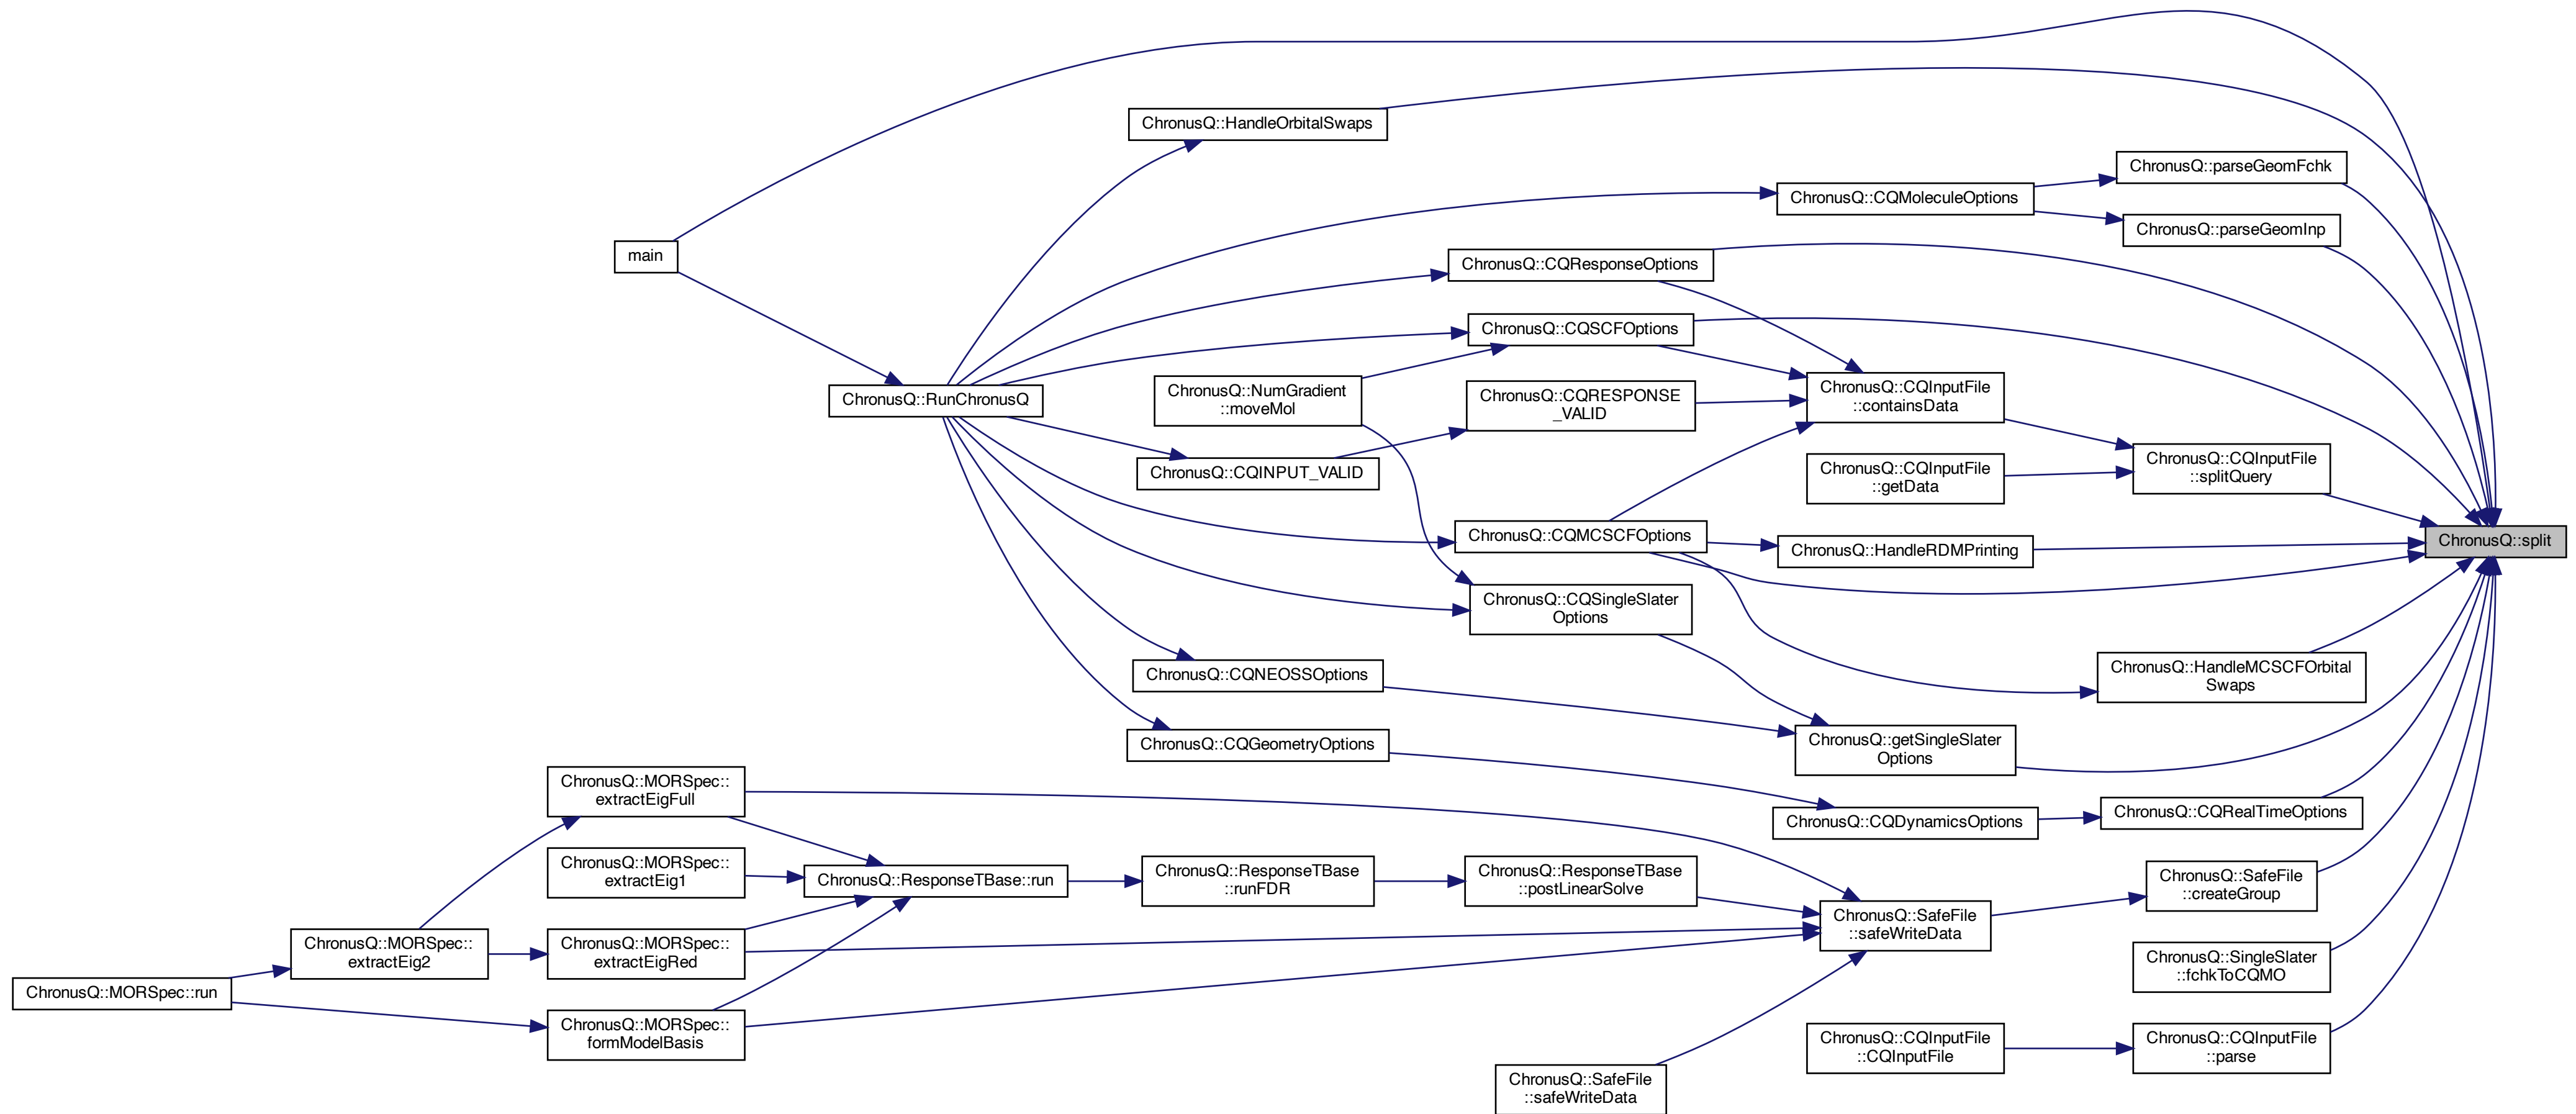 ChronusQ::HandleOrbitalSwaps
ChronusQ::parseGeomFchk
ChronusQ::CQMoleculeOptions
ChronusQ::parseGeomInp
main
ChronusQ::CQResponseOptions
ChronusQ::CQSCFOptions
ChronusQ::RunChronusQ
ChronusQ::NumGradient
::moveMol
ChronusQ::CQRESPONSE
_VALID
ChronusQ::CQInputFile
::containsData
ChronusQ::CQINPUT_VALID
ChronusQ::CQInputFile
::getData
ChronusQ::CQInputFile
::splitQuery
ChronusQ::CQMCSCFOptions
ChronusQ::HandleRDMPrinting
ChronusQ::split
ChronusQ::CQSingleSlater
Options
ChronusQ::CQNEOSSOptions
ChronusQ::HandleMCSCFOrbital
Swaps
ChronusQ::CQGeometryOptions
ChronusQ::getSingleSlater
Options
ChronusQ::MORSpec::
extractEigFull
ChronusQ::CQDynamicsOptions
ChronusQ::CQRealTimeOptions
ChronusQ::MORSpec::
extractEig1
ChronusQ::ResponseTBase::run
ChronusQ::ResponseTBase
::runFDR
ChronusQ::ResponseTBase
::postLinearSolve
ChronusQ::SafeFile
::createGroup
ChronusQ::SafeFile
::safeWriteData
ChronusQ::MORSpec::
extractEig2
ChronusQ::MORSpec::
extractEigRed
ChronusQ::SingleSlater
::fchkToCQMO
ChronusQ::MORSpec::run
ChronusQ::MORSpec::
formModelBasis
ChronusQ::CQInputFile
::CQInputFile
ChronusQ::CQInputFile
::parse
ChronusQ::SafeFile
::safeWriteData